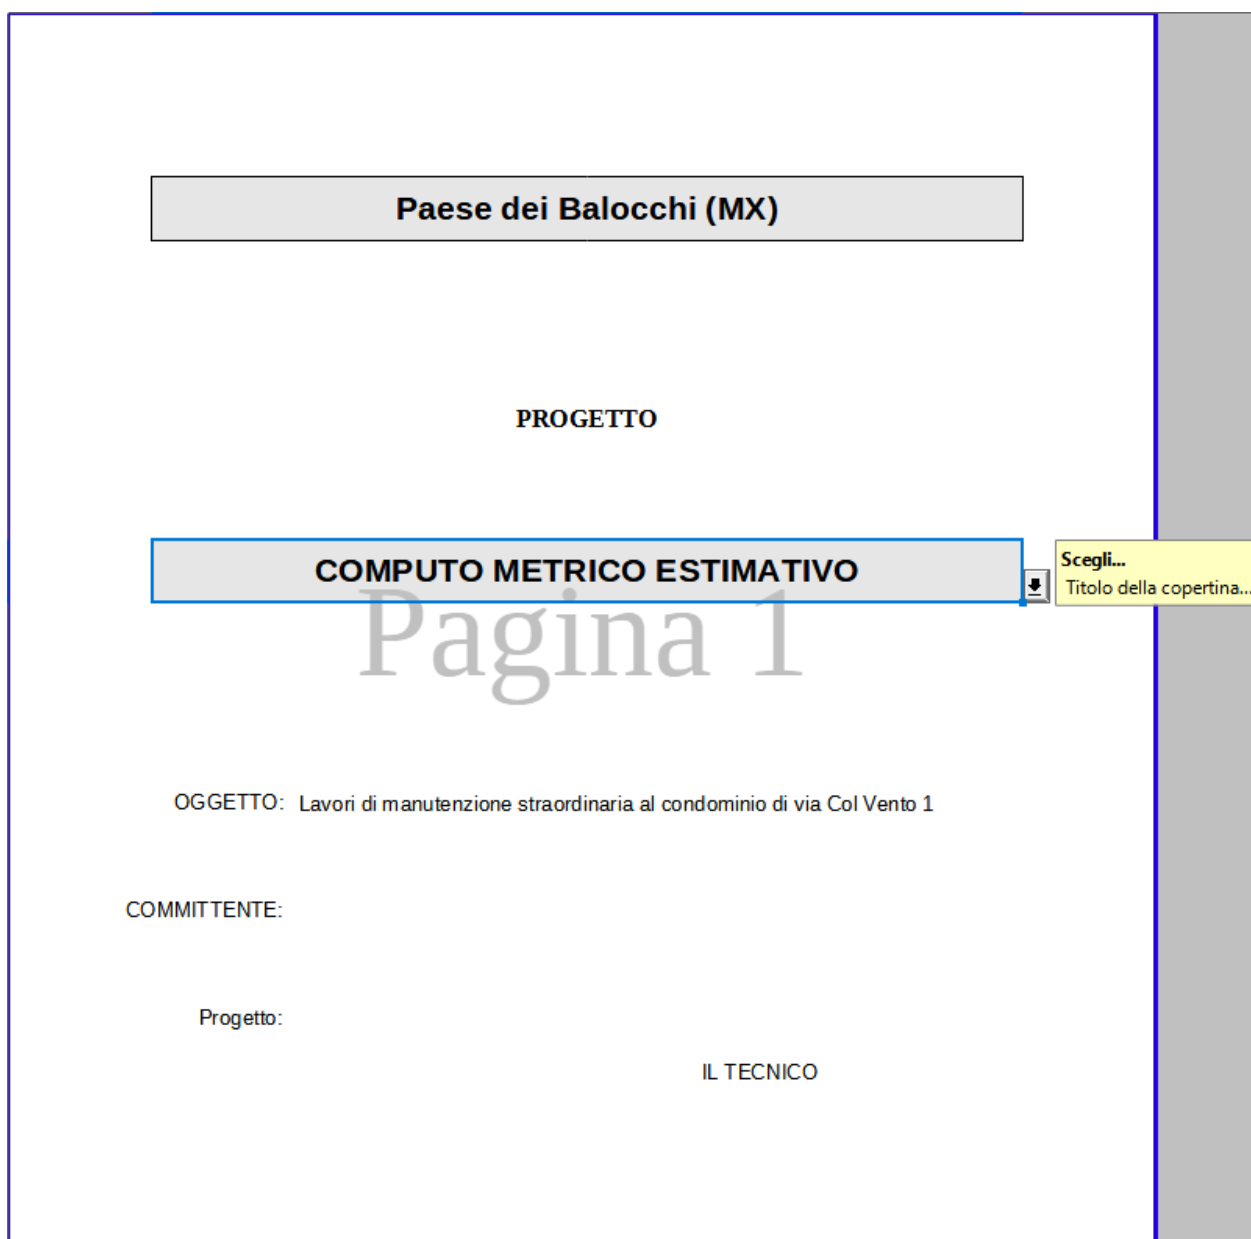 Paese dei Balocchi (MX)
PROGETTO
COMPUTO METRICO ESTIMATIVO
Scegli...
Titolo della copertina...
Pagina 1
OGGETTO: Lavori di manutenzione straordinaria al condominio di via Col Vento 1
COMMITTENTE:
Progetto:
IL TECNICO